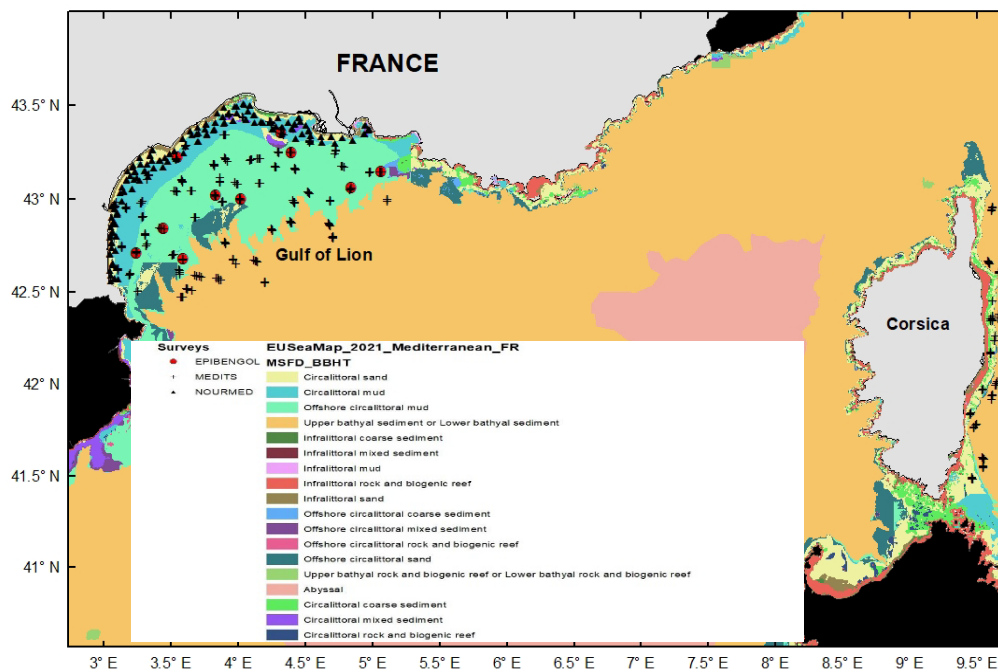 FRANCE
43.5° N
43° N
Gulf of Lion
42.5° N
Corsica
42° N
41.5° N
41° N
Surveys
EPIBENGOL
MEDITS
NOURMED
EUSeaMap_2021_Mediterranean_FR
MSFD_BBHT
Circalittoral sand
Circalittoral mud
Offshore circalittoral mud
Upper bathyal sediment or Lower bathyal sediment
Infralittoral coarse sediment
Infralittoral mixed sediment
Infralittoral mud
Infralittoral rock and biogenic reef
Infralittoral sand
Offshore circalittoral coarse sediment
Offshore circalittoral mixed sediment
Offshore circalittoral rock and biogenic reef
Offshore circalittoral sand
Upper bathyal rock and biogenic reef or Lower bathyal rock and biogenic reef
Abyssal
Circalittoral coarse sediment
Circalittoral mixed sediment
Circalittoral rock and biogenic reef
3° E 3.5° E 4° E 4.5° E 5° E 5.5° E 6° E 6.5° E 7° E 7.5° E 8° E 8.5° E 9° E 9.5° E